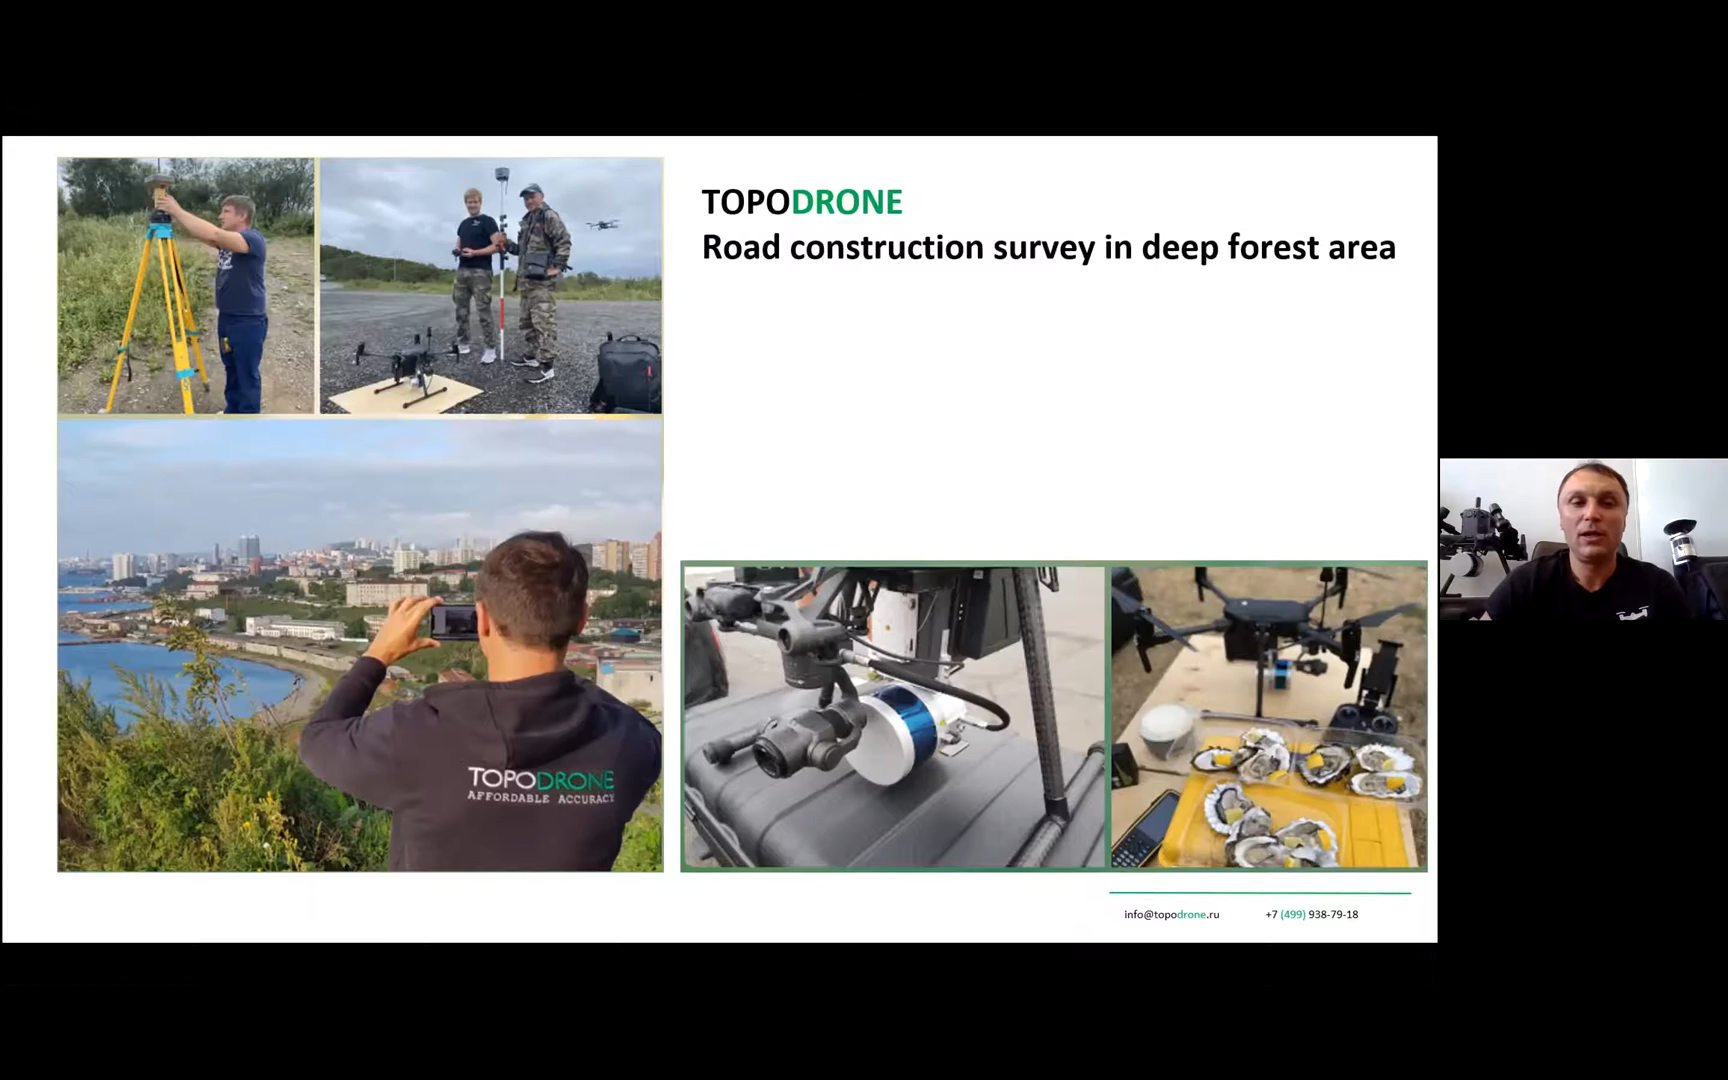 TOPODRONE
Road construction survey in deep forest area
TOPODRONE
AFFORDABLE ACCURACY
info@topodrone.ru
+7 (499) 938-79-18